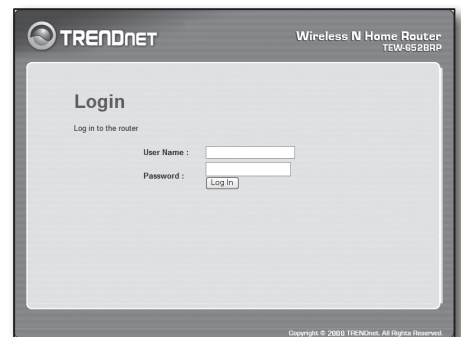 TRENDNET
Wireless N Home Router
TEW-652BRP
Login
Log in to the router
User Name :
Password :
Log In
Copyright © 2008 TRENDnet. All Rights Reserved.